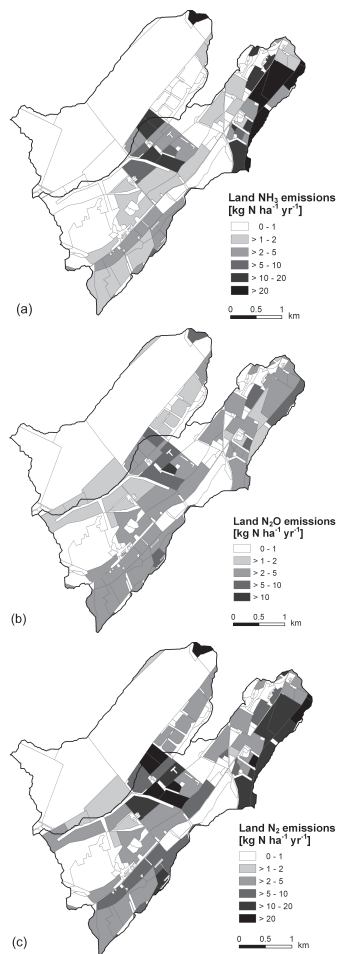 Land NH3 emissions
[kg N ha-1 yr-1]
0 - 1
> 1 - 2
> 2 - 5
> 5 - 10
> 10 - 20
> 20
0 0.5 1
km
(a)
Land N2O emissions
[kg N ha-1 yr-1]
0 - 1
> 1 - 2
> 2 - 5
> 5 - 10
> 10
0 0.5 1
km
(b)
Land N2 emissions
[kg N ha-1 yr-1]
0 - 1
> 1 - 2
> 2 - 5
> 5 - 10
> 10 - 20
> 20
0 0.5 1
km
(c)